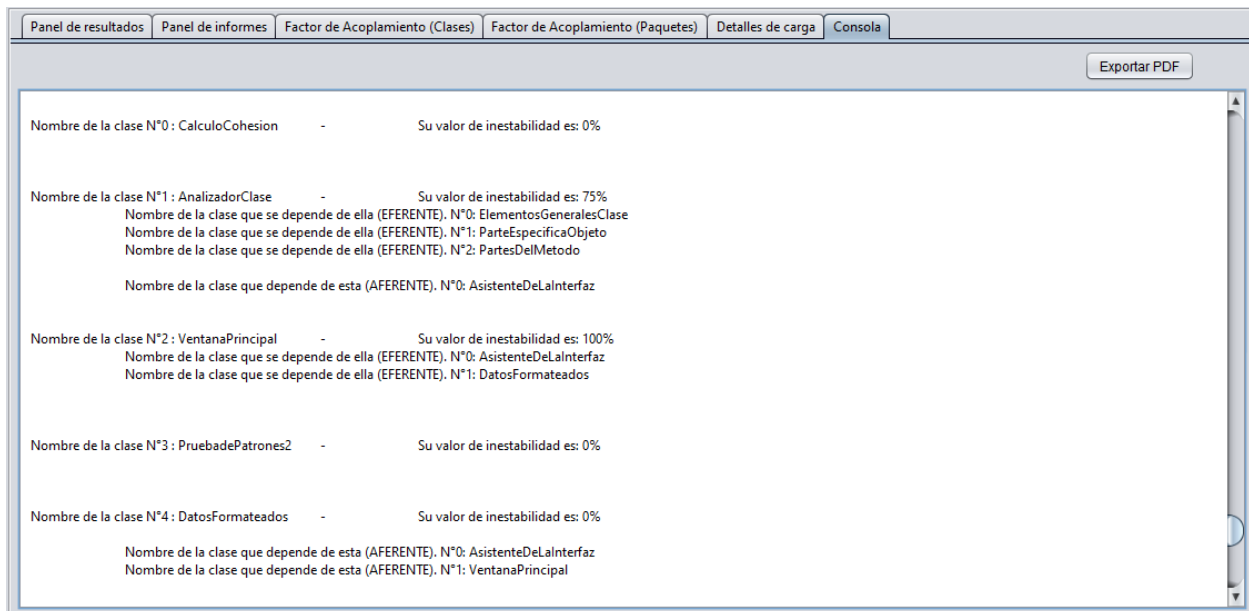 Panel de resultados Panel de informes Factor de Acoplamiento (Clases) Factor de Acoplamiento (Paquetes) Detalles de carga Consola
Exportar PDF
Nombre de la clase N°0 : CalculoCohesion - Su valor de inestabilidad es: 0%
Nombre de la clase N°1 : AnalizadorClase - Su valor de inestabilidad es: 75%
Nombre de la clase que se depende de ella (EFERENTE). N°0: ElementosGeneralesClase
Nombre de la clase que se depende de ella (EFERENTE). N°1: ParteEspecificaObjeto
Nombre de la clase que se depende de ella (EFERENTE). N°2: PartesDelMetodo
Nombre de la clase que depende de esta (AFERENTE). N°0: AsistenteDeLaInterfaz
Nombre de la clase N°2 : VentanaPrincipal - Su valor de inestabilidad es: 100%
Nombre de la clase que se depende de ella (EFERENTE). N°0: AsistenteDeLaInterfaz
Nombre de la clase que se depende de ella (EFERENTE). N°1: DatosFormateados
Nombre de la clase N°3 : PruebadePatrones2 - Su valor de inestabilidad es: 0%
Nombre de la clase N°4 : DatosFormateados - Su valor de inestabilidad es: 0%
Nombre de la clase que depende de esta (AFERENTE). N°0: AsistenteDeLaInterfaz
Nombre de la clase que depende de esta (AFERENTE). N°1: VentanaPrincipal